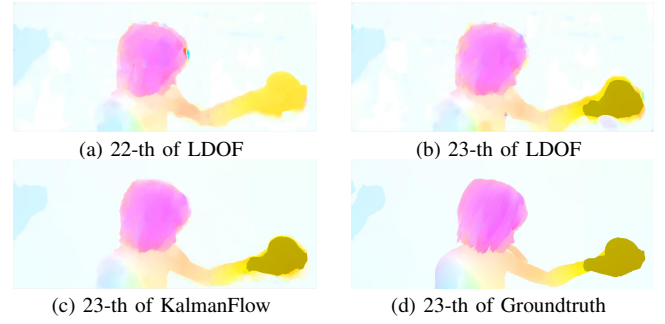 (a) 22-th of LDOF
(b) 23-th of LDOF
(c) 23-th of KalmanFlow
(d) 23-th of Groundtruth